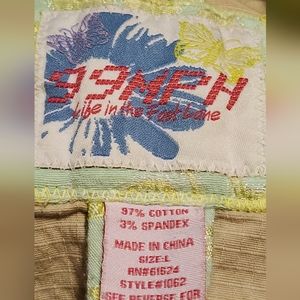 99MPH
Life in the Fast Lane
97% COTTON
3% SPANDEX
MADE IN CHINA
SIZE:L
RN#61624
STYLE#1062
SEE REVERSE FOR